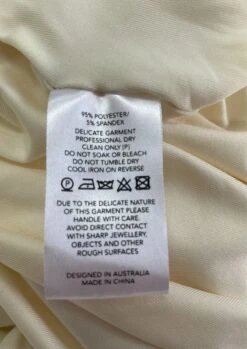 95% POLYESTER/
5% SPANDEX
DELICATE GARMENT
PROFESSIONAL DRY
CLEAN ONLY (P)
DO NOT SOAK OR BLEACH
DO NOT TUMBLE DRY
COOL IRON ON REVERSE
P
DUE TO THE DELICATE NATURE
OF THIS GARMENT PLEASE
HANDLE WITH CARE.
AVOID DIRECT CONTACT
WITH SHARP JEWELLERY,
OBJECTS AND OTHER
ROUGH SURFACES
DESIGNED IN AUSTRALIA
MADE IN CHINA